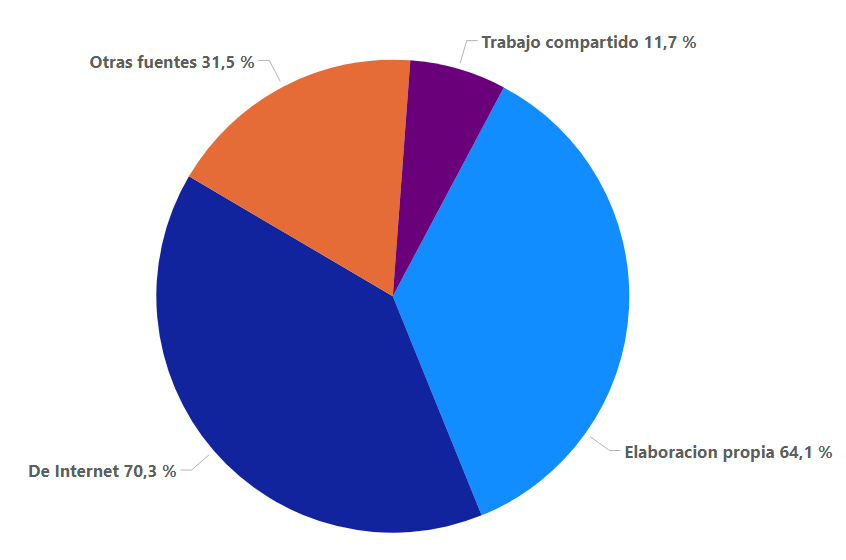 Trabajo compartido 11,7 %
Otras fuentes 31,5 %
Elaboracion propia 64,1 %
De Internet 70,3 %